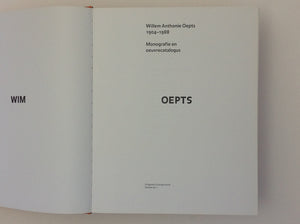 WIM
Willem Anthonie Oepts
1904–1988
Monografie en
oeuvrecatalogus
OEPTS